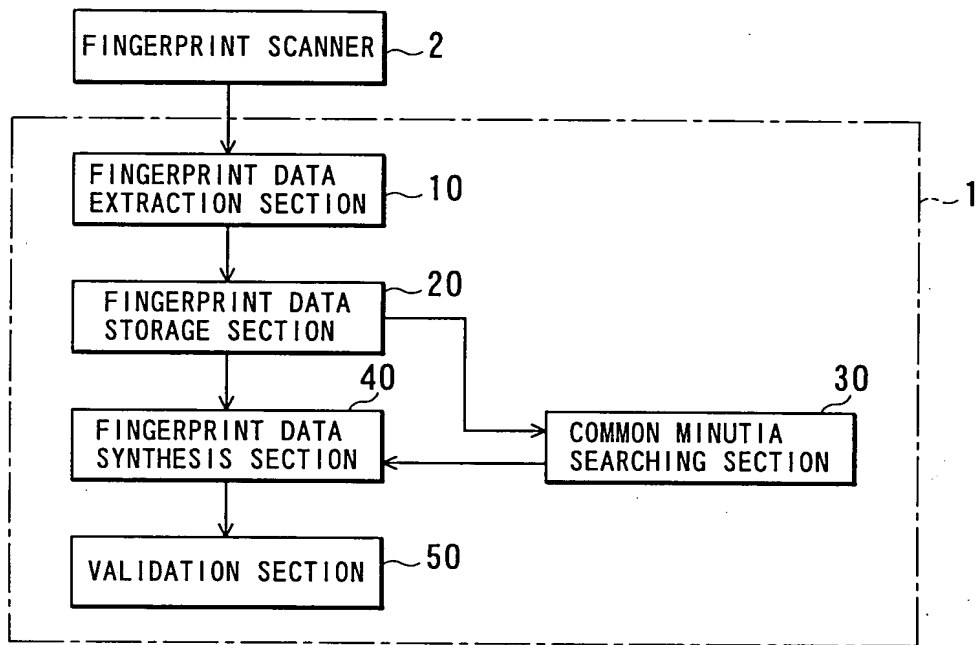 FINGERPRINT SCANNER
2
1
FINGERPRINT DATA
EXTRACTION SECTION
10
FINGERPRINT DATA
STORAGE SECTION
20
40
FINGERPRINT DATA
SYNTHESIS SECTION
30
COMMON MINUTIA
SEARCHING SECTION
VALIDATION SECTION
50